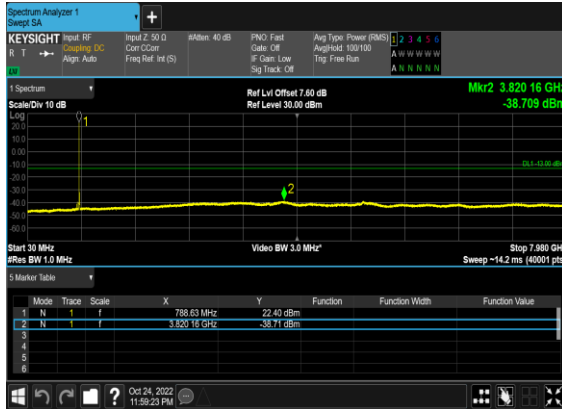 Spectrum Analyzer 1
Swept SA
KEYSIGHT
R T
Input: RF
Coupling: DC
Align: Auto
Input Z: 50 Ω
Corr CCorr
Freq Ref: Int (S)
#Atten: 40 dB
PNO: Fast
Gate: Off
IF Gain: Low
Sig Track: Off
Avg Type: Power (RMS)
Avg|Hold: 100/100
Trig: Free Run
1 2 3 4 5 6
A W W W W W
A N N N N N
1 Spectrum
Scale/Div 10 dB
Ref Lvl Offset 7.60 dB
Ref Level 30.00 dBm
Mkr2 3.820 16 GHz
-38.709 dBm
Log
20.0
10.0
0.00
-10.0
-20.0
-30.0
-40.0
-50.0
-60.0
1
2
DL1 -13.00 dBm
Start 30 MHz
#Res BW 1.0 MHz
Video BW 3.0 MHz*
Stop 7.980 GHz
Sweep ~14.2 ms (40001 pts)
5 Marker Table
Mode Trace Scale X Y Function Function Width Function Value
1 N 1 f 788.63 MHz 22.40 dBm
2 N 1 f 3.820 16 GHz -38.71 dBm
3
4
5
6
?
Oct 24, 2022
11:59:23 PM